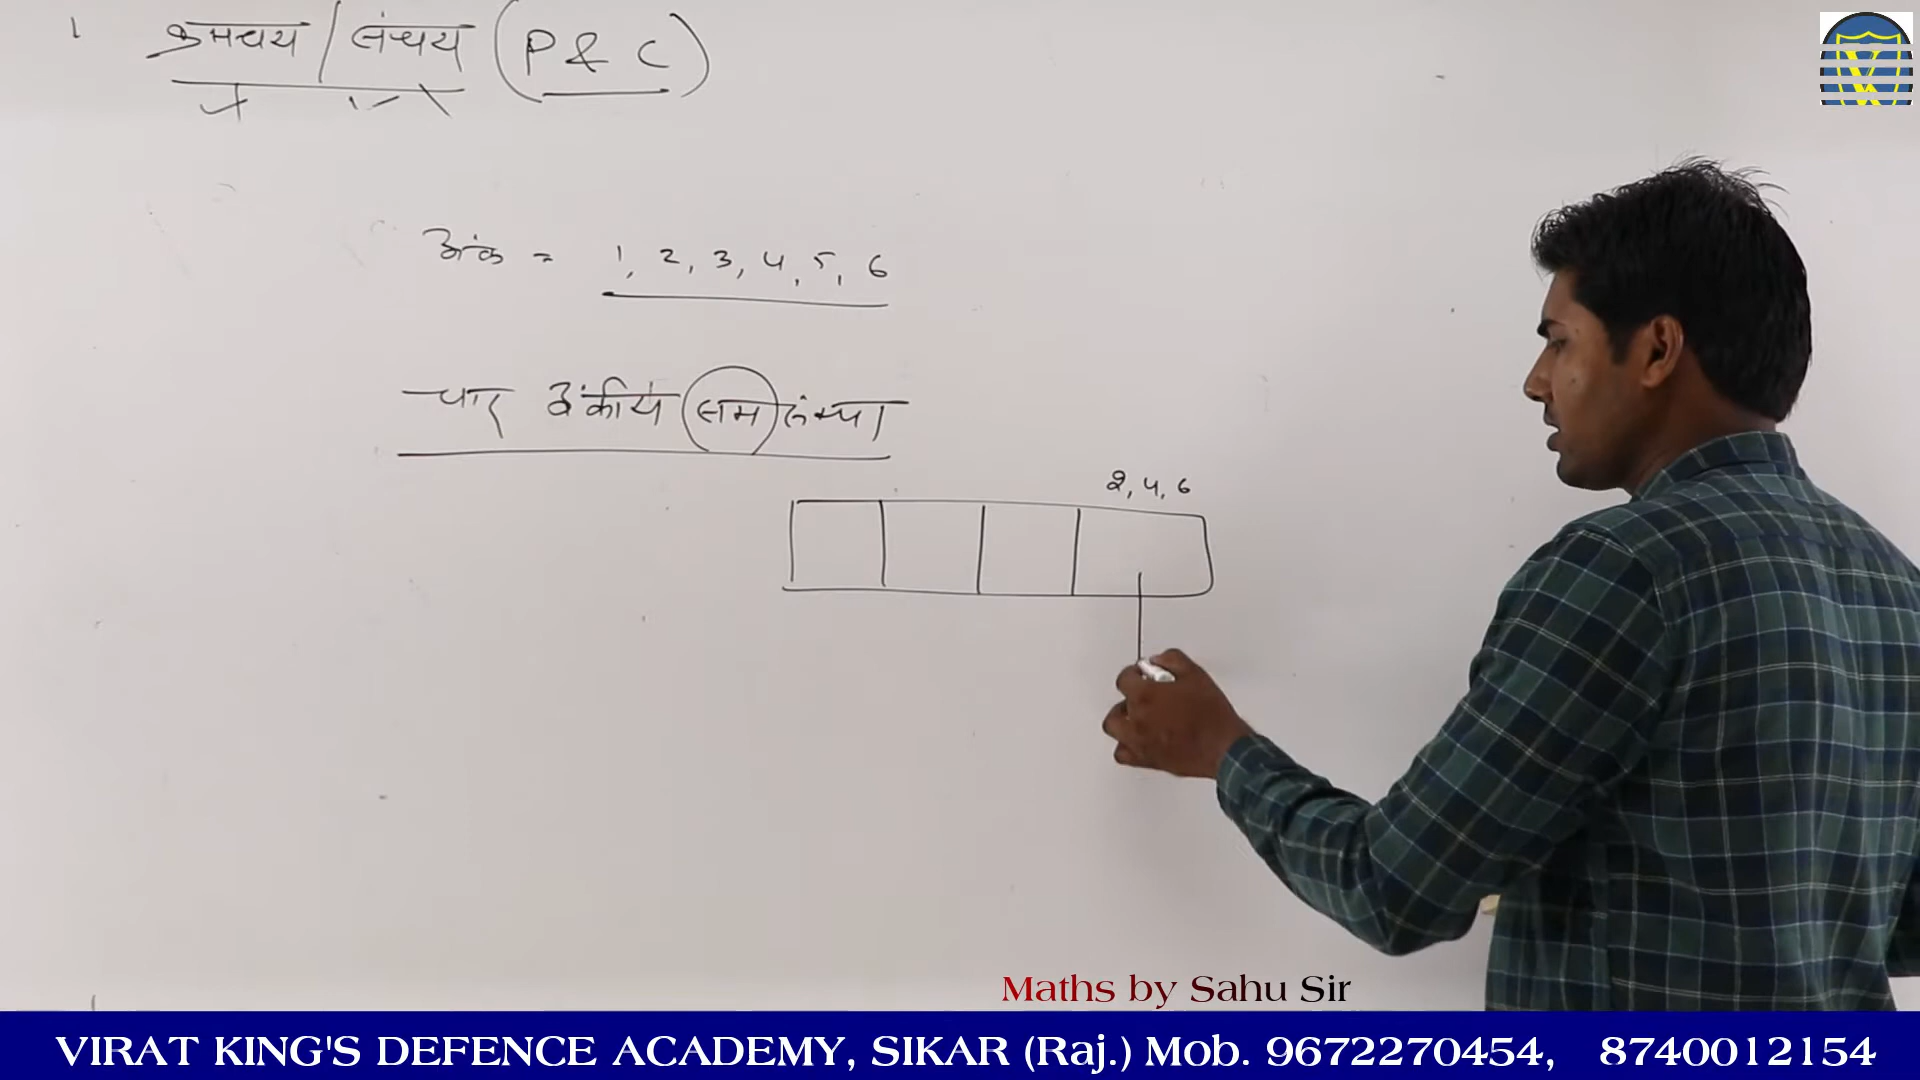 क्रमचय / संचय (P & C)
अंक = 1, 2, 3, 4, 5, 6
चार अंकीय सम संख्या
2, 4, 6
Maths by Sahu Sir
VIRAT KING'S DEFENCE ACADEMY, SIKAR (Raj.) Mob. 9672270454, 8740012154